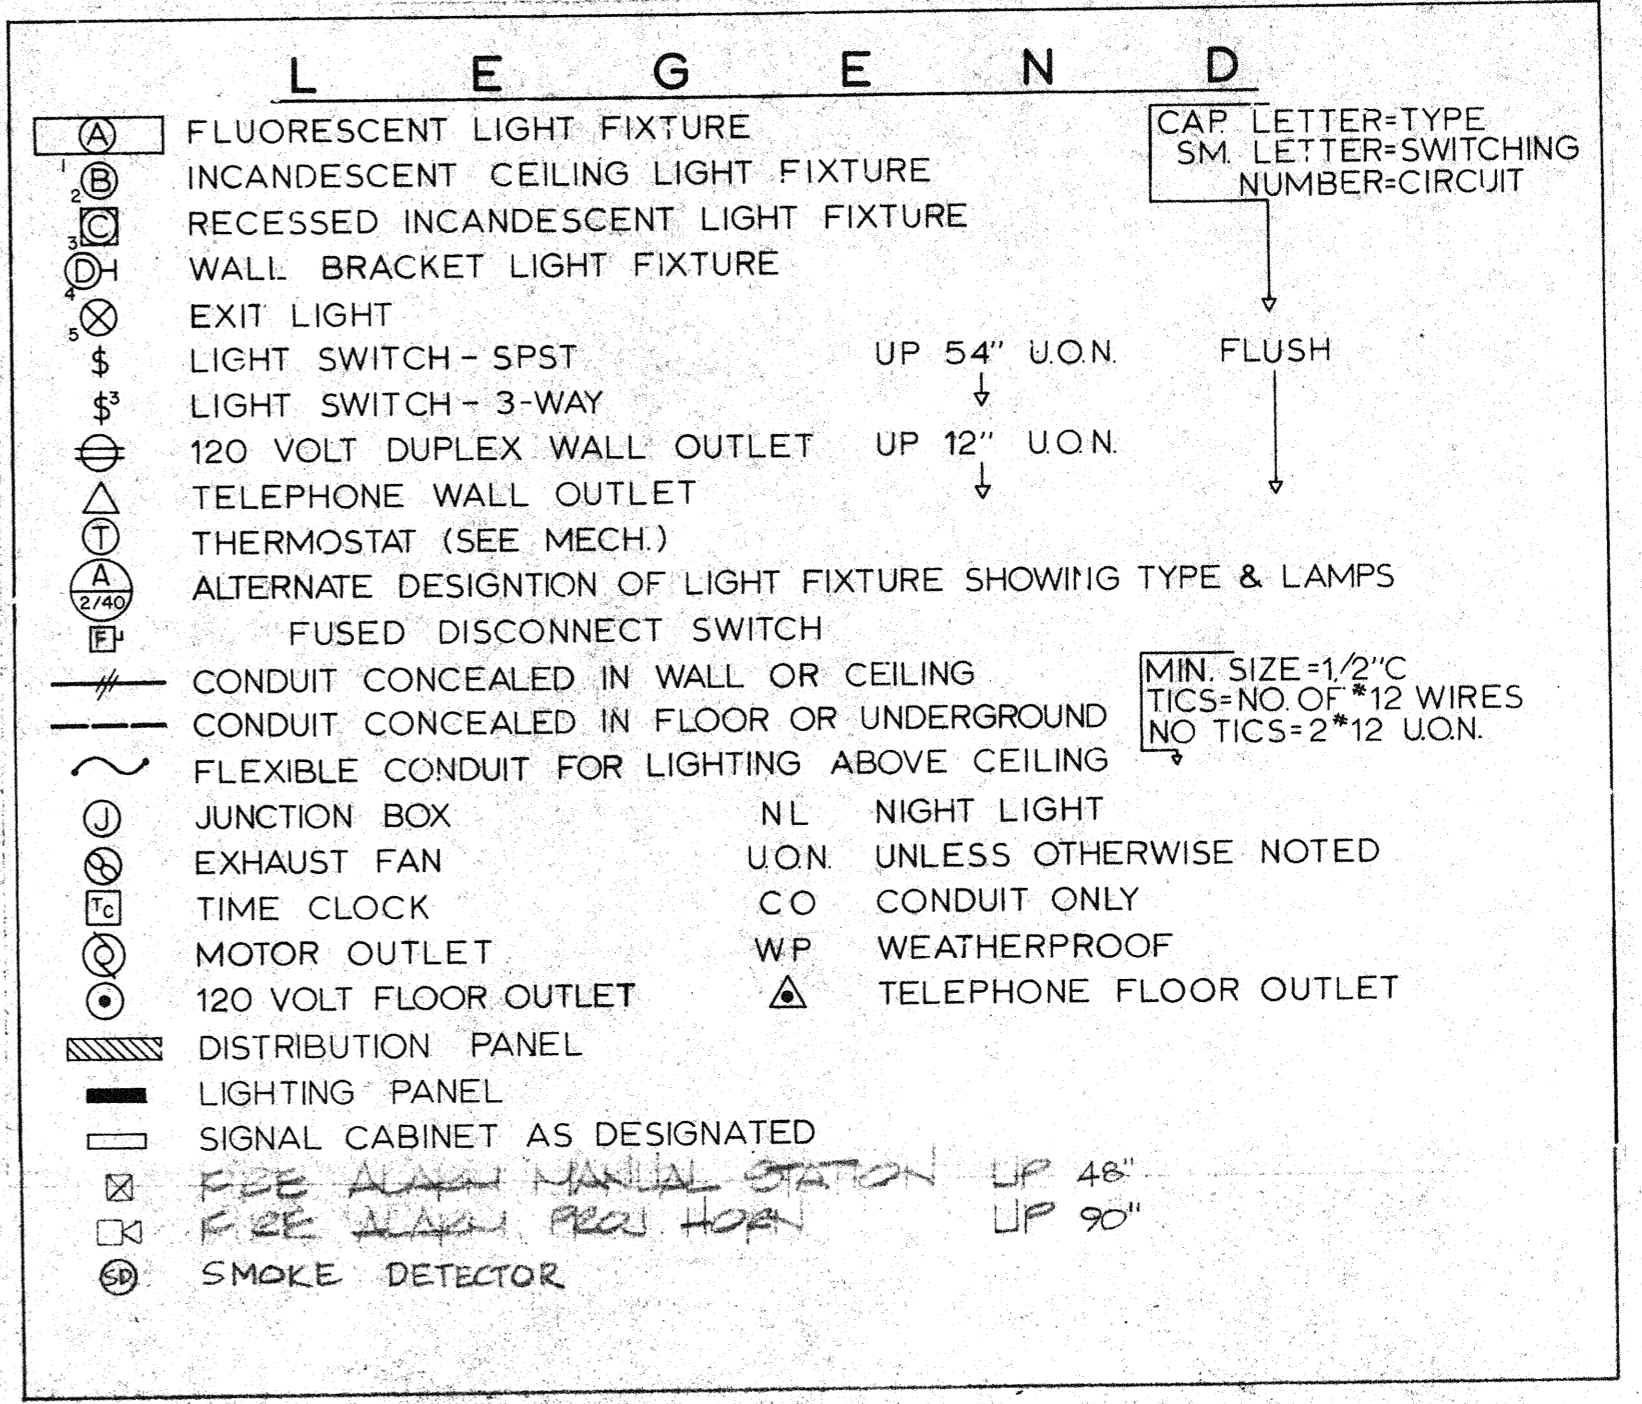 LEGEND
A FLUORESCENT LIGHT FIXTURE
CAP. LETTER=TYPE
SM. LETTER=SWITCHING
NUMBER=CIRCUIT
1 2 B INCANDESCENT CEILING LIGHT FIXTURE
3 C RECESSED INCANDESCENT LIGHT FIXTURE
4 D WALL BRACKET LIGHT FIXTURE
5 EXIT LIGHT
$ LIGHT SWITCH - SPST UP 54" U.O.N. FLUSH
$3 LIGHT SWITCH - 3-WAY
120 VOLT DUPLEX WALL OUTLET UP 12" U.O.N.
TELEPHONE WALL OUTLET
T THERMOSTAT (SEE MECH.)
A 2/40 ALTERNATE DESIGNTION OF LIGHT FIXTURE SHOWING TYPE & LAMPS
F FUSED DISCONNECT SWITCH
CONDUIT CONCEALED IN WALL OR CEILING
MIN. SIZE=1/2"C
TICS=NO. OF #12 WIRES
NO TICS=2#12 U.O.N.
CONDUIT CONCEALED IN FLOOR OR UNDERGROUND
FLEXIBLE CONDUIT FOR LIGHTING ABOVE CEILING
J JUNCTION BOX NL NIGHT LIGHT
EXHAUST FAN U.O.N. UNLESS OTHERWISE NOTED
TC TIME CLOCK CO CONDUIT ONLY
MOTOR OUTLET WP WEATHERPROOF
120 VOLT FLOOR OUTLET TELEPHONE FLOOR OUTLET
DISTRIBUTION PANEL
LIGHTING PANEL
SIGNAL CABINET AS DESIGNATED
FIRE ALARM MANUAL STATION UP 48"
FIRE ALARM PROJ HORN UP 90"
SD SMOKE DETECTOR